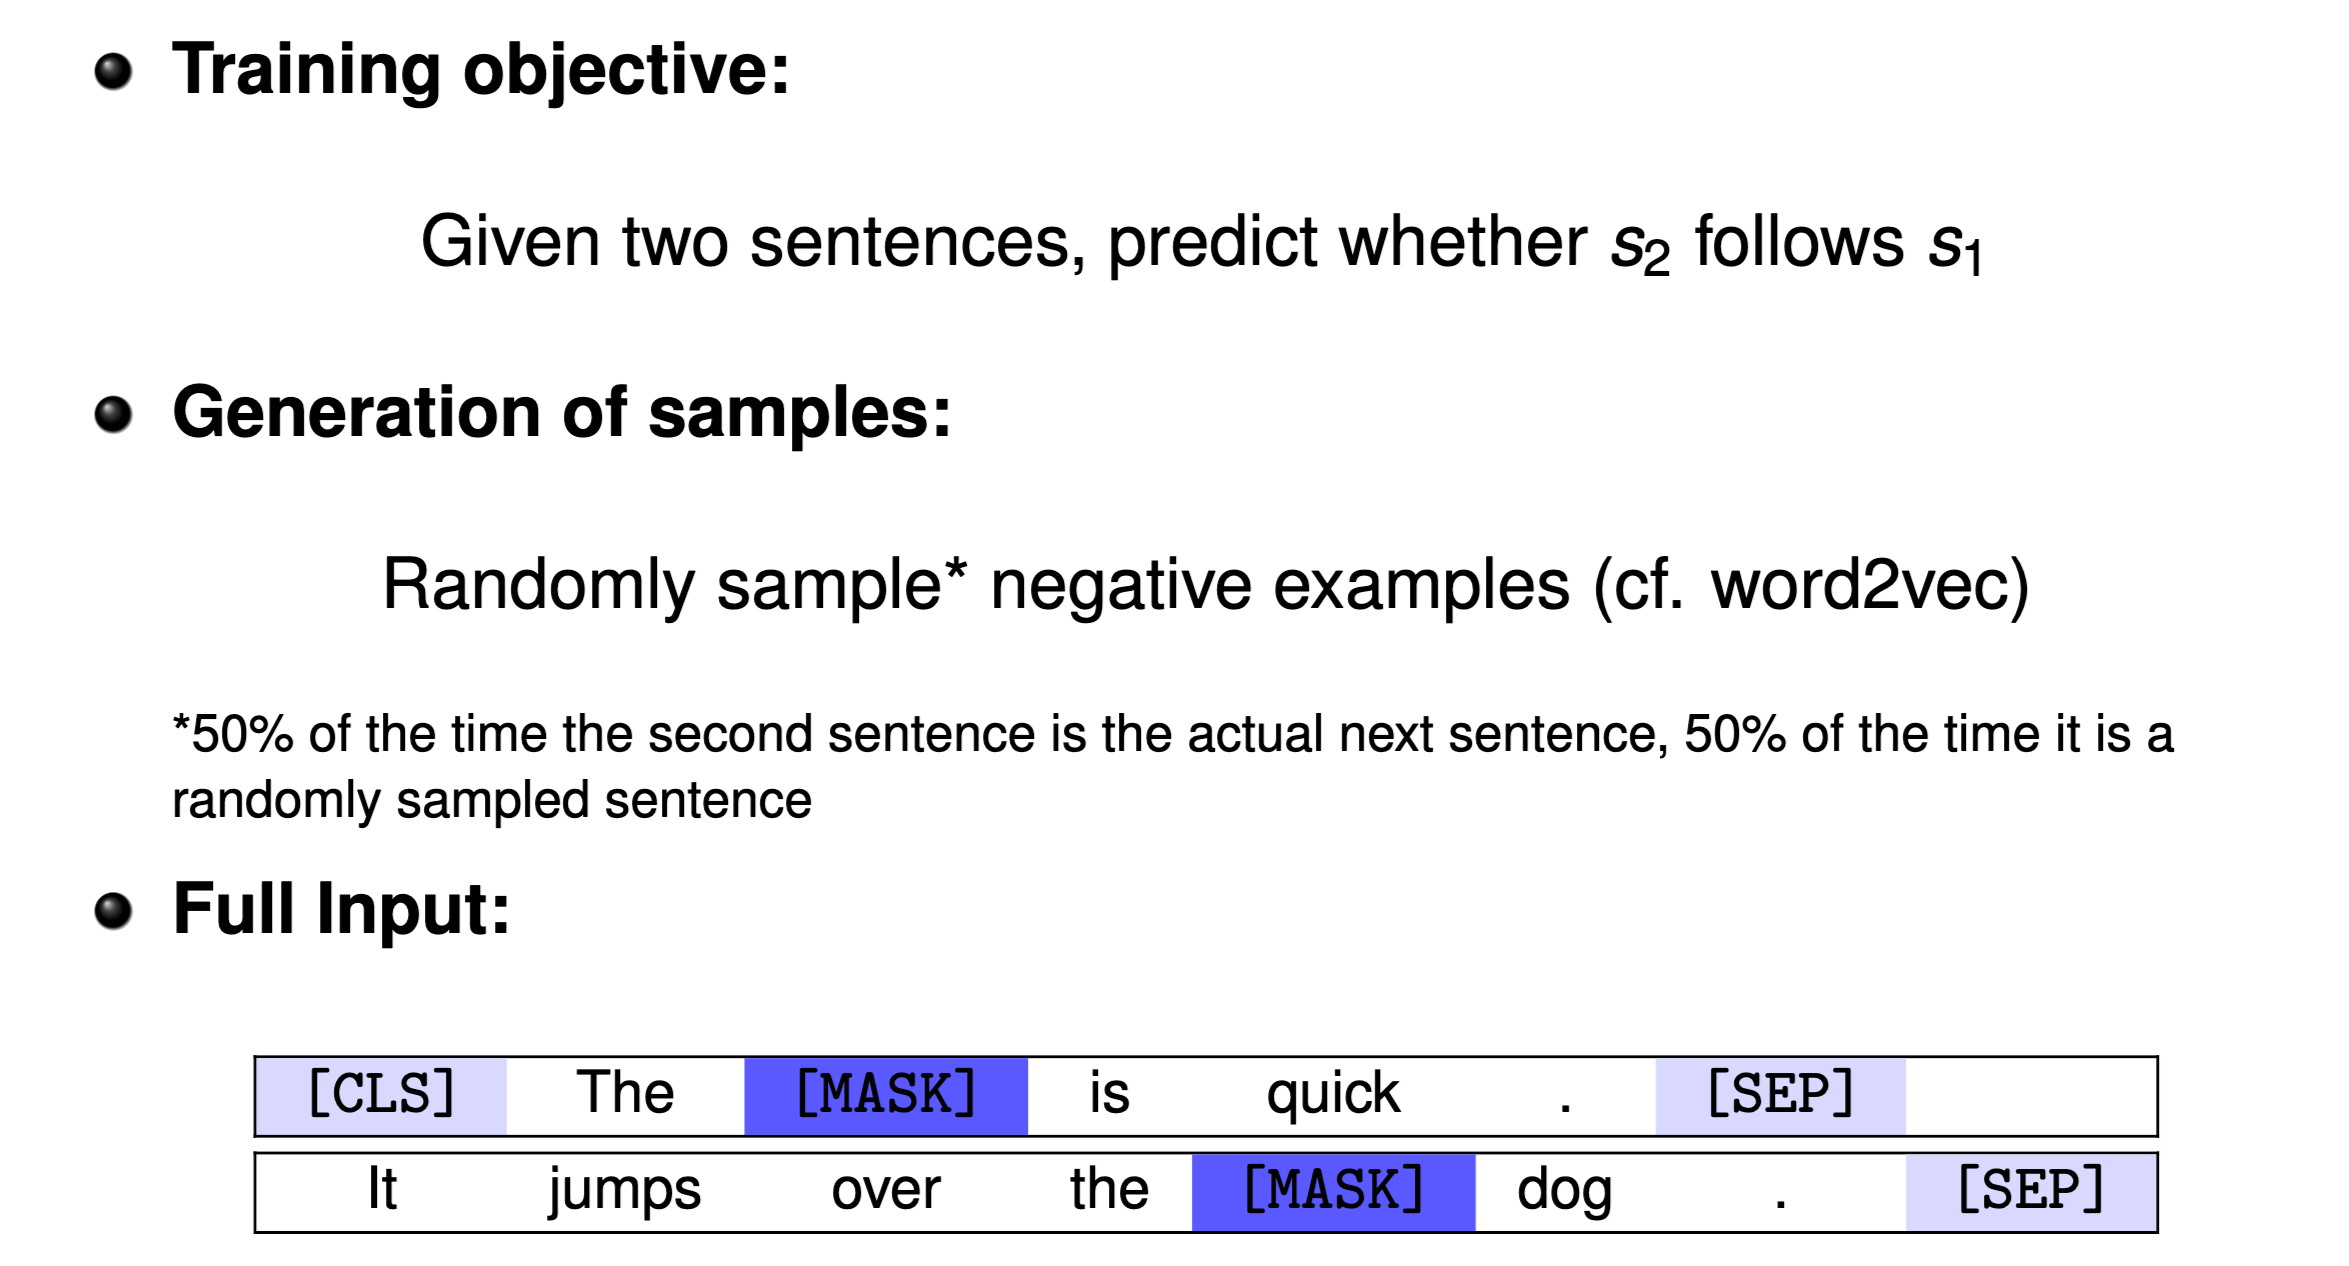 Training objective:
Given two sentences, predict whether s₂ follows s₁
Generation of samples:
Randomly sample* negative examples (cf. word2vec)
*50% of the time the second sentence is the actual next sentence, 50% of the time it is a
randomly sampled sentence
Full Input:
[CLS] The [MASK] is quick . [SEP]
It jumps over the [MASK] dog . [SEP]